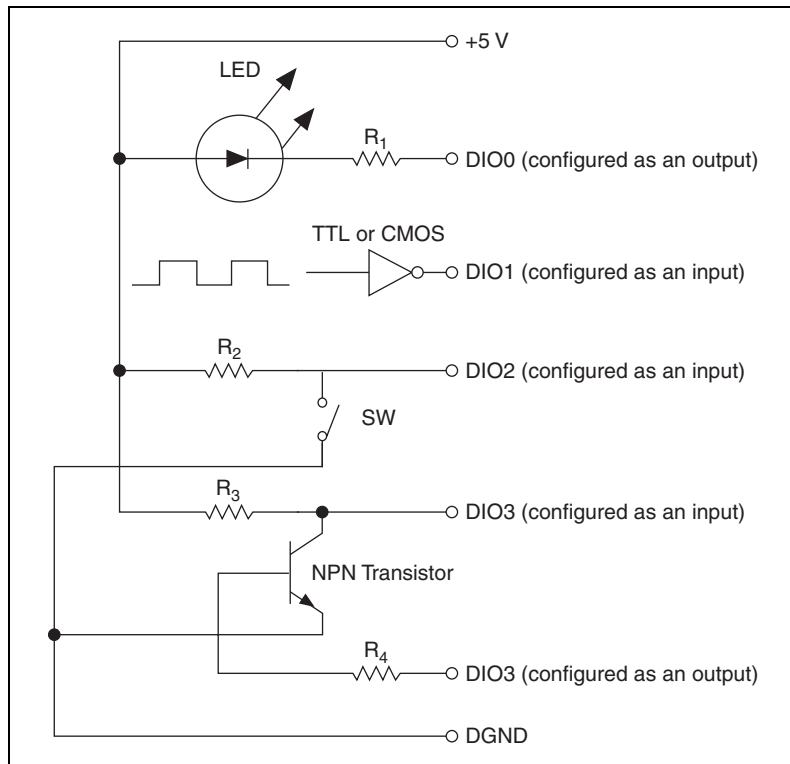 +5 V
LED
R1
DIO0 (configured as an output)
TTL or CMOS
DIO1 (configured as an input)
R2
DIO2 (configured as an input)
SW
R3
DIO3 (configured as an input)
NPN Transistor
R4
DIO3 (configured as an output)
DGND